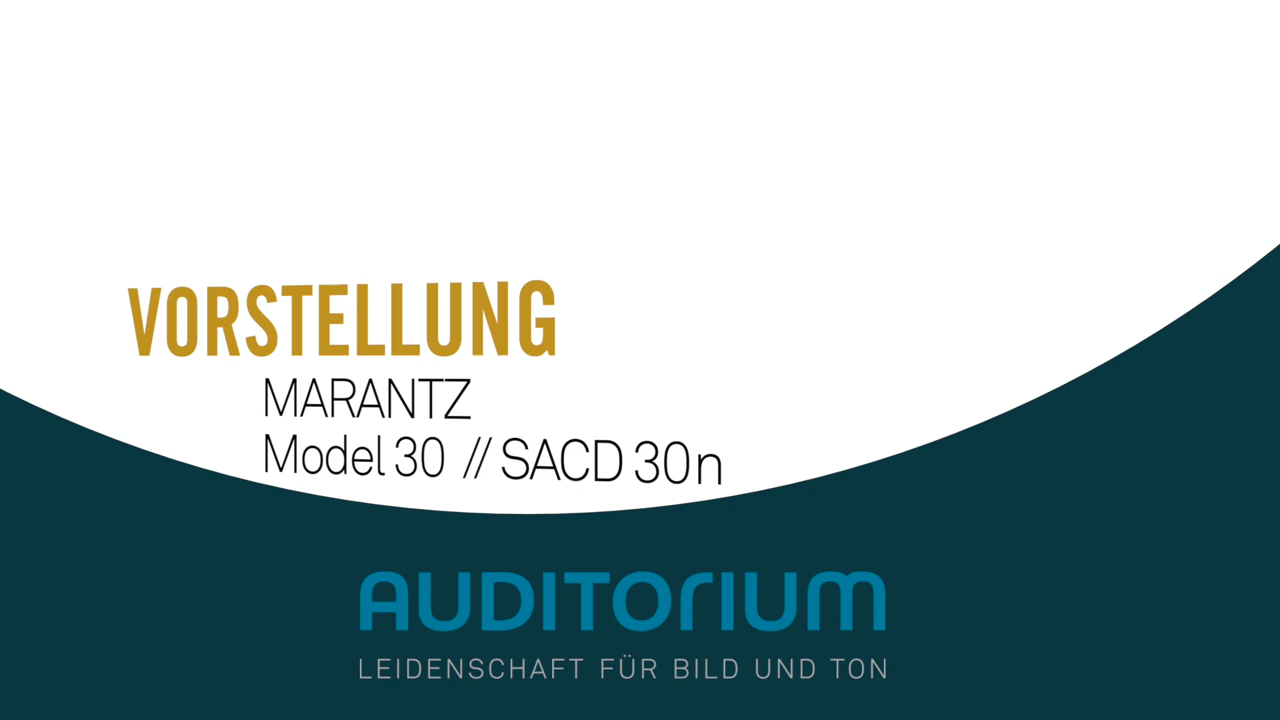 VORSTELLUNG
MARANTZ
Model 30 // SACD 30n
AUDITORIUM
LEIDENSCHAFT FÜR BILD UND TON